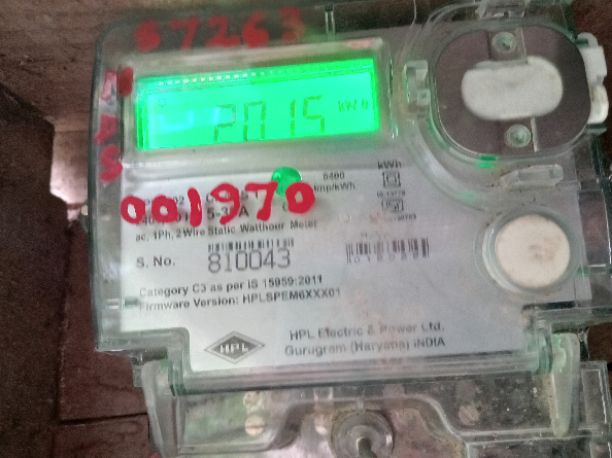 67263
2015 kWh
kWh
6400
imp/kWh
001970
ac, 1Ph, 2Wire Static Watthour Meter
S. No. 810043
Category C3 as per IS 15959:2011
Firmware Version: HPLSPEM6XXX01
HPL
HPL Electric & Power Ltd.
Gurugram (Haryana) INDIA